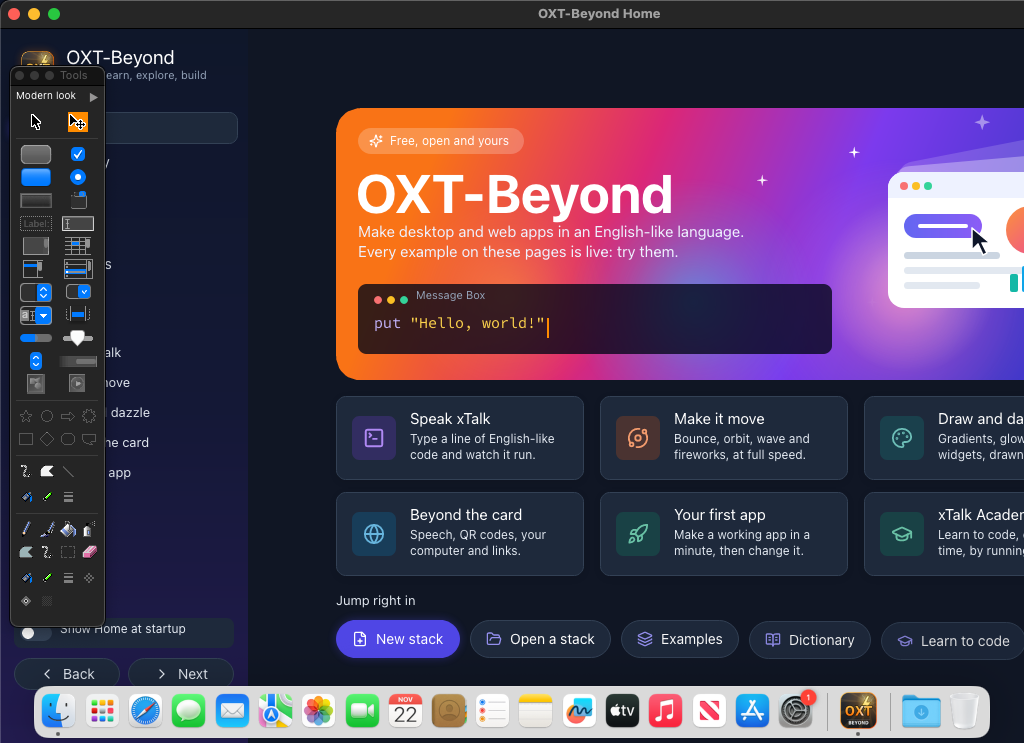 OXT-Beyond Home
OXT-Beyond
earn, explore, build
Tools
Modern look
Label:
alk
ove
dazzle
he card
app
Show Home at startup
Back
Next
Free, open and yours
OXT-Beyond
Make desktop and web apps in an English-like language.
Every example on these pages is live: try them.
Message Box
put "Hello, world!"
Speak xTalk
Type a line of English-like
code and watch it run.
Make it move
Bounce, orbit, wave and
fireworks, at full speed.
Draw and da
Gradients, glow
widgets, drawn
Beyond the card
Speech, QR codes, your
computer and links.
Your first app
Make a working app in a
minute, then change it.
xTalk Acader
Learn to code,
time, by running
Jump right in
New stack
Open a stack
Examples
Dictionary
Learn to code
NOV
22
tv
1
OXT
BEYOND